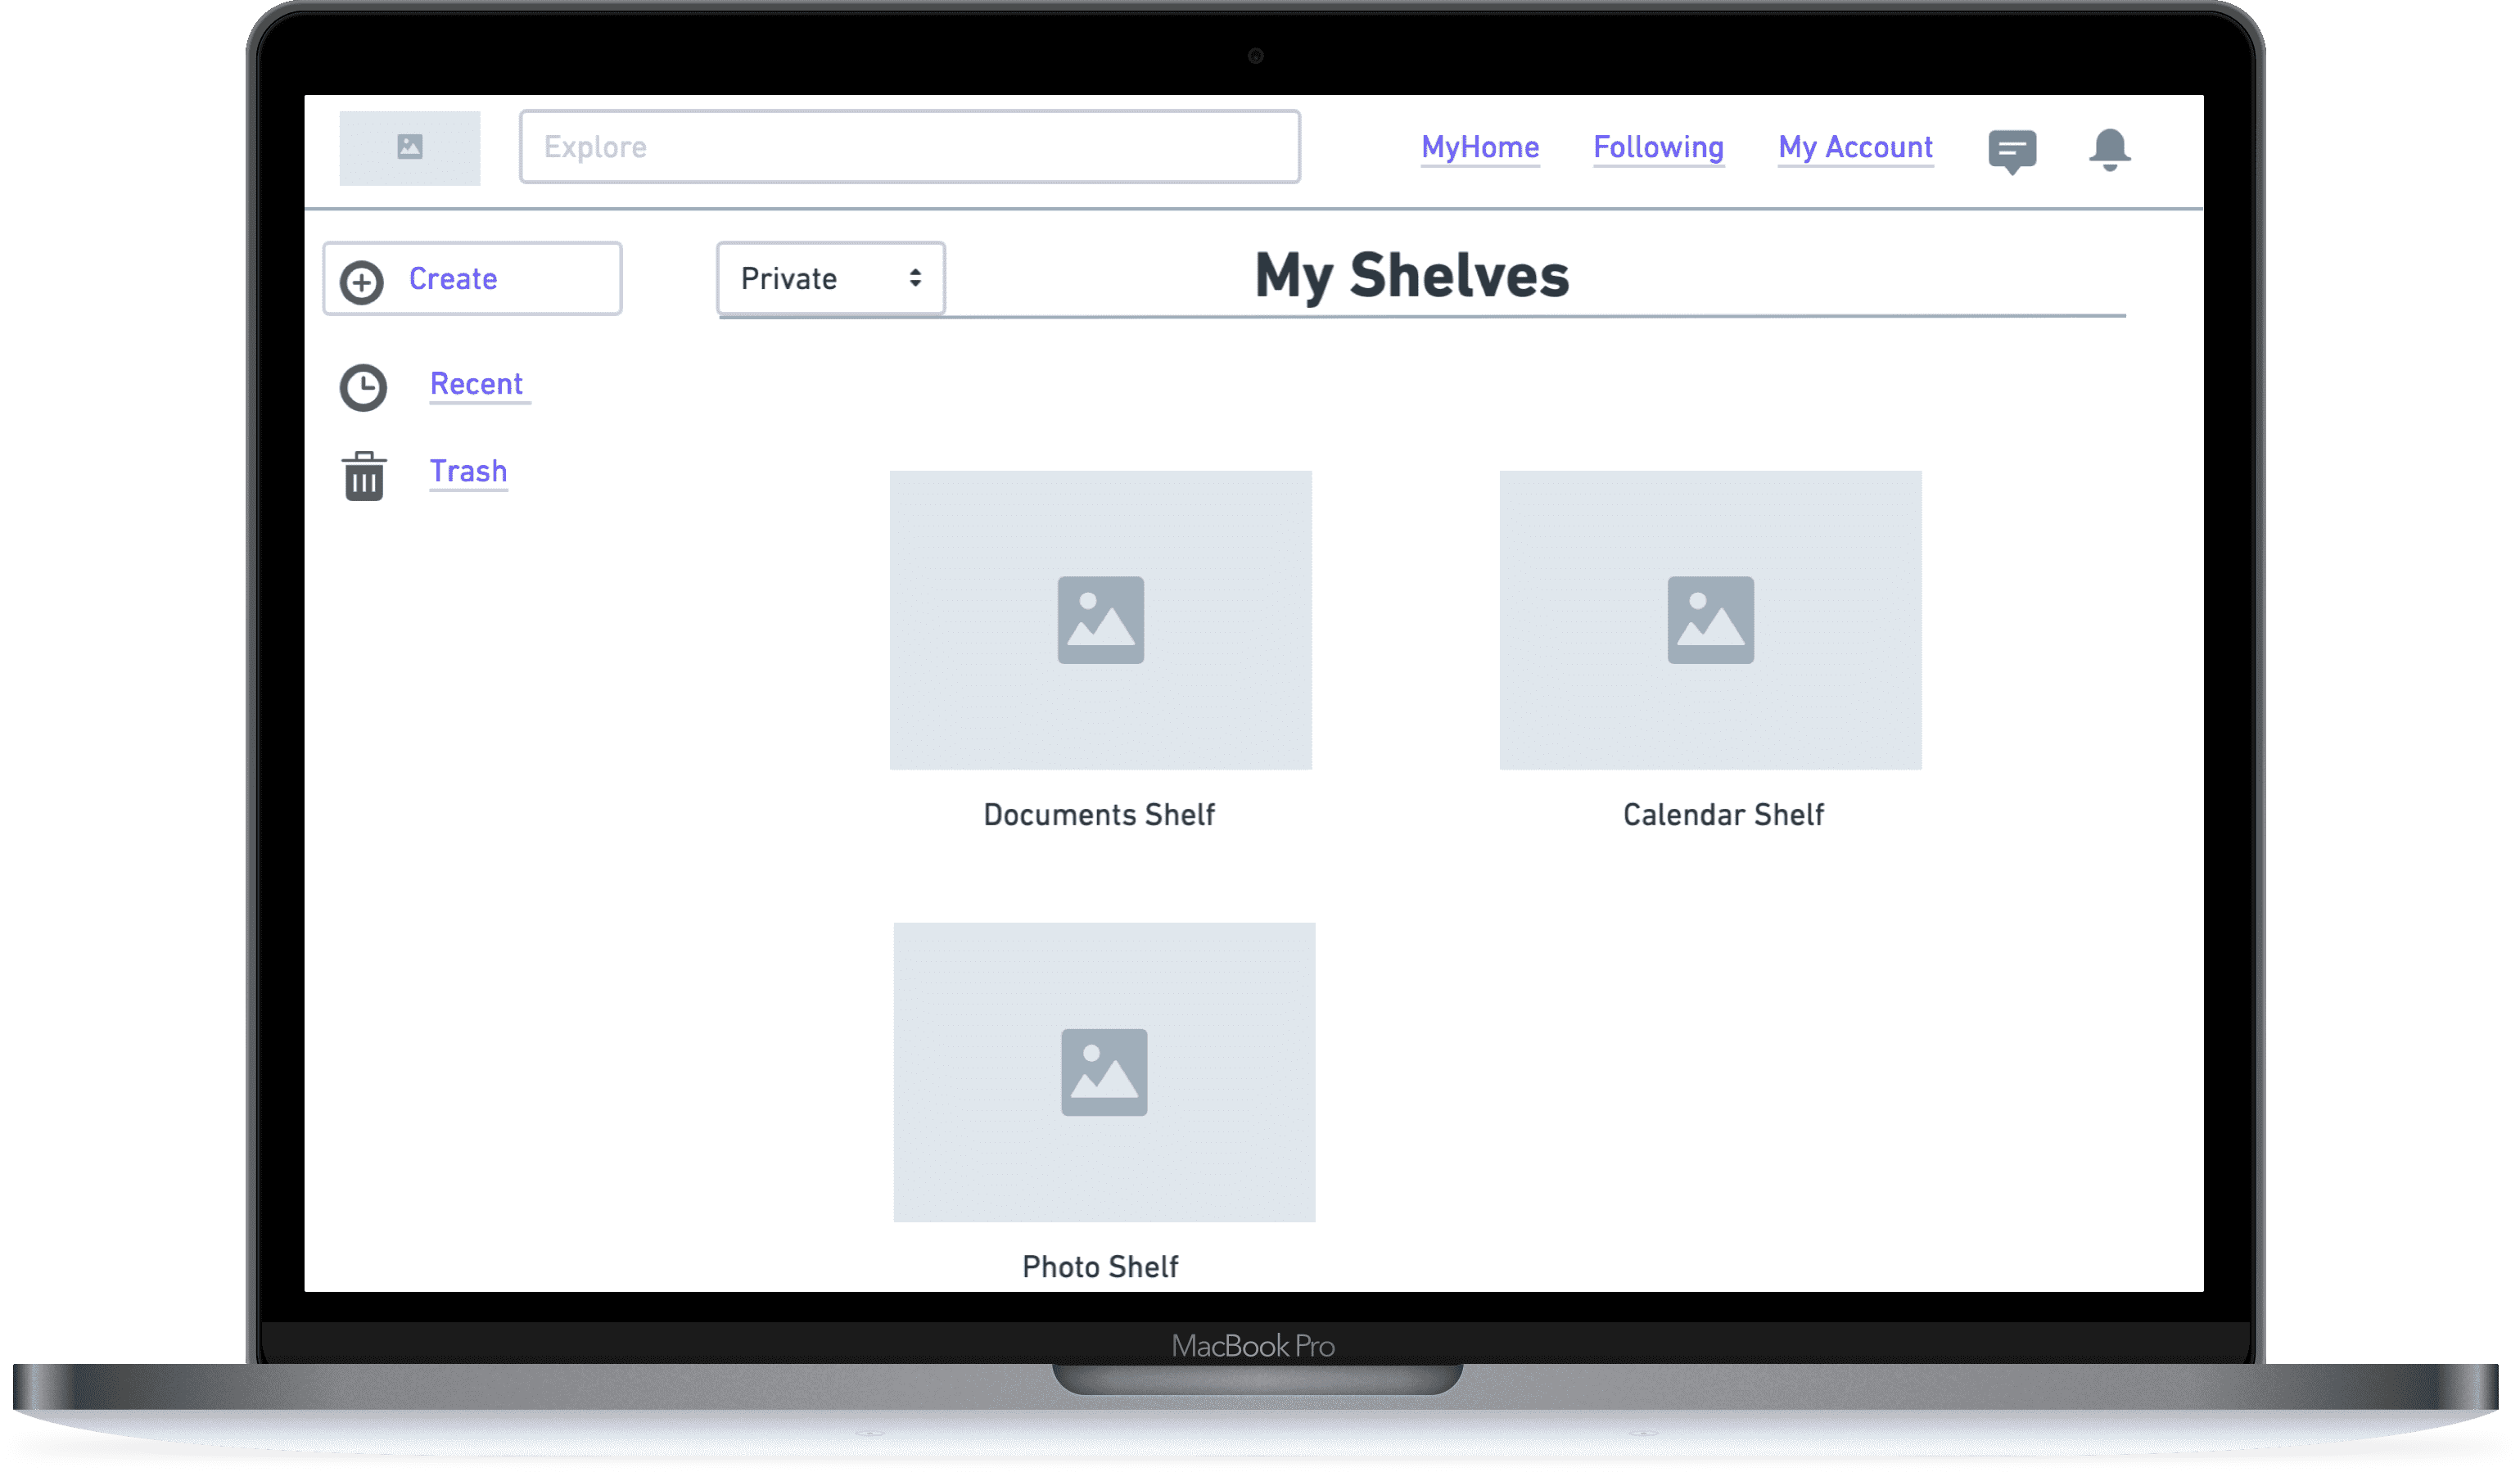 Explore
MyHome Following My Account
Create
Private
My Shelves
Recent
Trash
Documents Shelf
Calendar Shelf
Photo Shelf
MacBook Pro